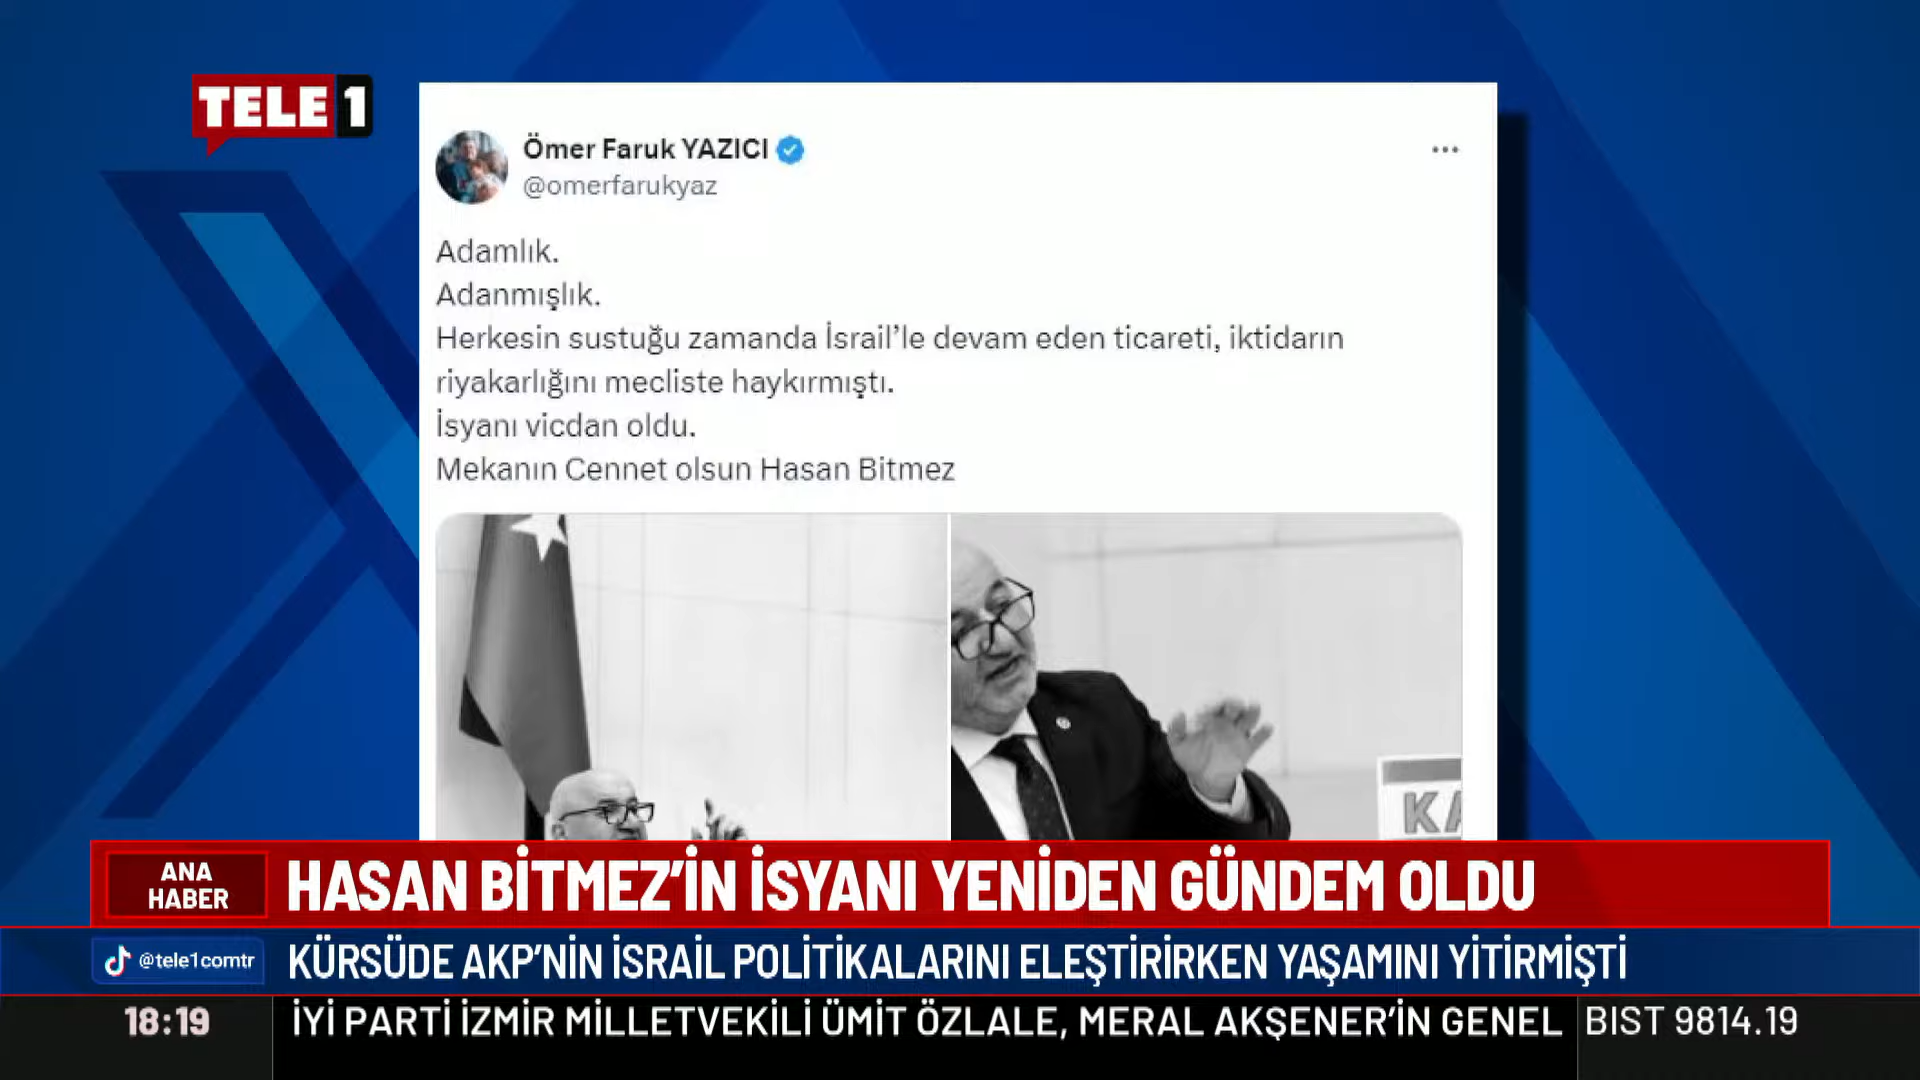 TELE1
Ömer Faruk YAZICI
@omerfarukyaz
Adamlık.
Adanmışlık.
Herkesin sustuğu zamanda İsrail’le devam eden ticareti, iktidarın
riyakarlığını mecliste haykırmıştı.
İsyanı vicdan oldu.
Mekanın Cennet olsun Hasan Bitmez
ANA
HABER
HASAN BİTMEZ’İN İSYANI YENİDEN GÜNDEM OLDU
@tele1comtr
KÜRSÜDE AKP’NİN İSRAİL POLİTİKALARINI ELEŞTİRİRKEN YAŞAMINI YİTİRMİŞTİ
18:19
İYİ PARTİ İZMİR MİLLETVEKİLİ ÜMİT ÖZLALE, MERAL AKŞENER’İN GENEL
BIST 9814.19